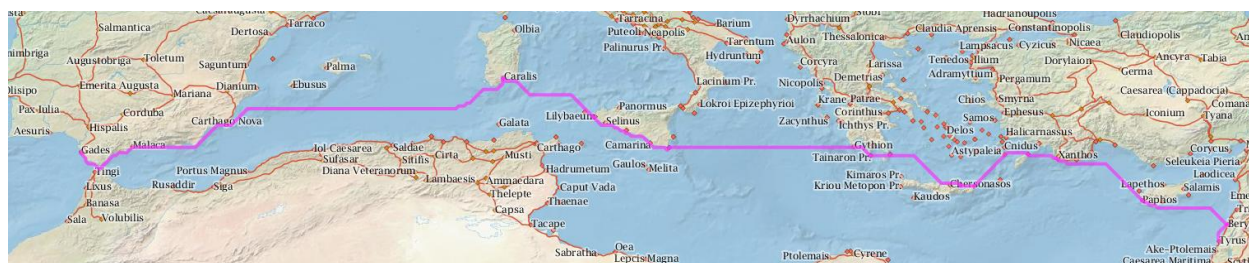 Salmantica
Tarraco
Dertosa
Olbia
Tarracina
Puteoli Neapolis
Palinurus Pr.
Barium
Tarentum
Hydruntum
Dyrrhachium
Aulon
Thessalonica
Claudia Aprensis
Hadrianoupolis
Constantinopolis
Claudiopolis
Augustobriga
Toletum
Saguntum
Palma
Ebusus
Caralis
Corcyra
Larissa
Lampsacus
Cyzicus
Nicaea
Ancyra
Tabia
Tenedos
Ilium
Dorylaion
Germa
Emerita Augusta
Mariana
Dianium
Lacinium Pr.
Nicopolis
Demetrias
Adramyttium
Pergamum
Caesarea (Cappadocia)
Pax Iulia
Corduba
Carthago Nova
Panormus
Lilybaeum
Selinus
Lokroi Epizephyrioi
Krane
Patrae
Zacynthus
Corinthus
Ichthys Pr.
Chios
Smyrna
Ephesus
Samos
Iconium
Tyana
Aesuris
Hispalis
Gades
Malaca
Galata
Camarina
Gythion
Delos
Halicarnassus
Astypaleia
Cnidus
Xanthos
Corycus
Seleukeia Pieria
Laodicea
Tingi
Portus Magnus
Iol Caesarea
Saldae
Sufasar
Sitifis
Cirta
Musti
Carthago
Gaulos
Melita
Tainaron Pr.
Lixus
Rusaddir
Siga
Diana Veteranorum
Lambaesis
Ammaedara
Hadrumetum
Thelepte
Caput Vada
Kimaros Pr.
Kriou Metopon Pr.
Chersonasos
Kaudos
Lapethos
Salamis
Paphos
Banasa
Sala
Volubilis
Capsa
Thaenae
Tacape
Sabratha
Oea
Lepcis Magna
Ptolemais
Cyrene
Tyrus
Ake-Ptolemais
Caesarea Maritima